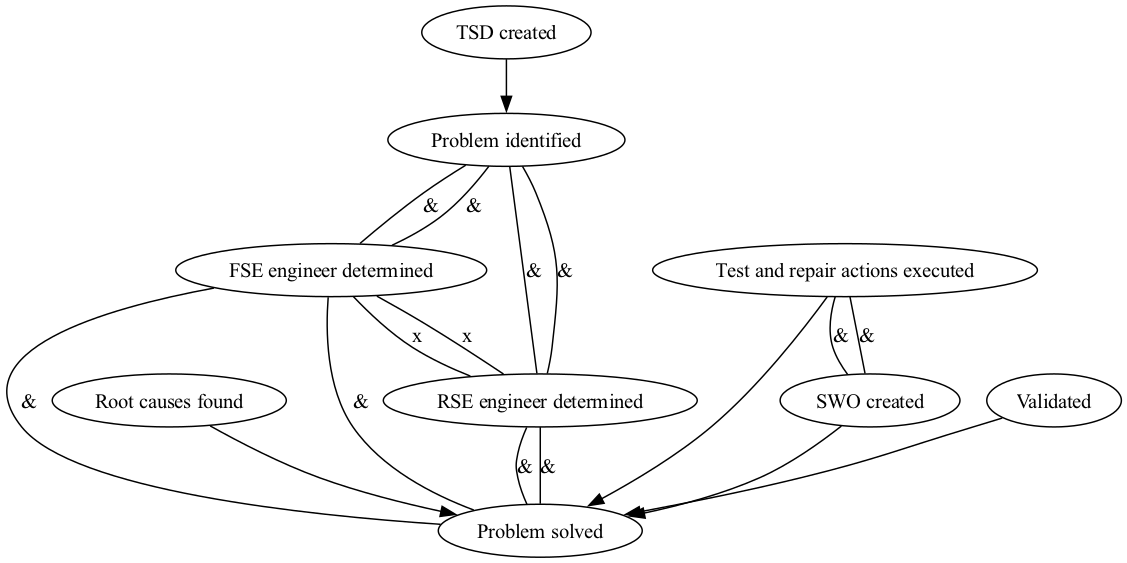 TSD created
Problem identified
& &
FSE engineer determined
& &
Test and repair actions executed
x x
& &
& &
Root causes found
RSE engineer determined
SWO created
Validated
& &
Problem solved